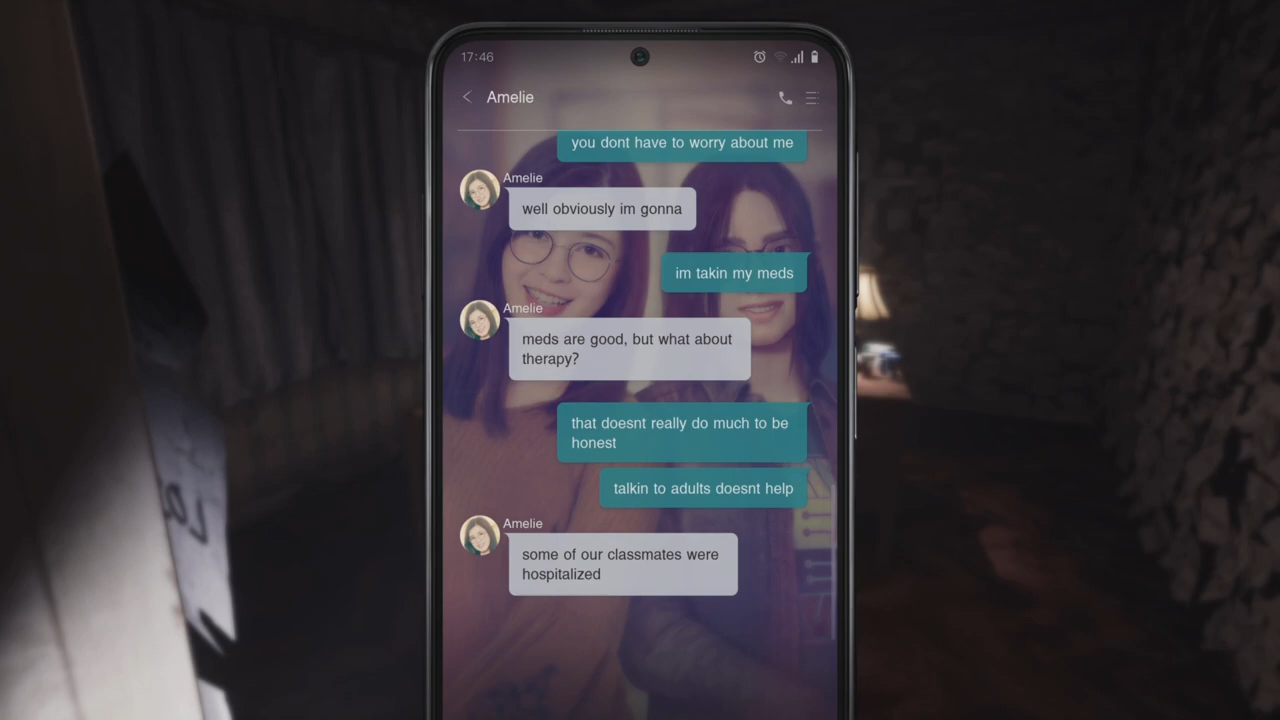 17:46
Amelie
you dont have to worry about me
Amelie
well obviously im gonna
im takin my meds
Amelie
meds are good, but what about
therapy?
that doesnt really do much to be
honest
talkin to adults doesnt help
Amelie
some of our classmates were
hospitalized